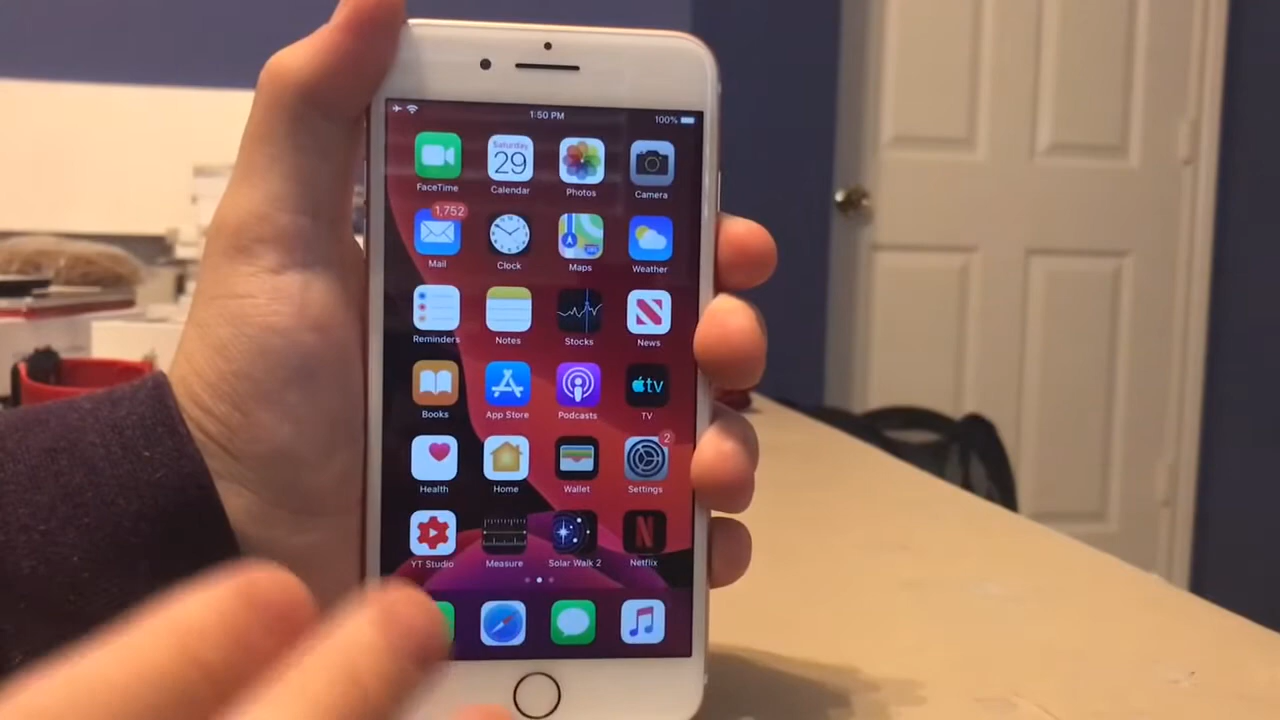 1:50 PM 100%
Saturday
29
FaceTime Calendar Photos Camera
1,752
Mail Clock Maps Weather
Reminders Notes Stocks News
tv
Books App Store Podcasts TV
2
Health Home Wallet Settings
YT Studio Measure Solar Walk 2 Netflix